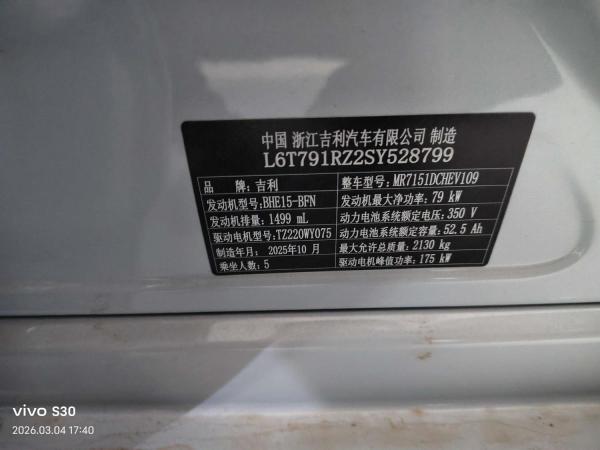 中国 浙江吉利汽车有限公司 制造
L6T791RZ2SY528799
品牌:吉利 整车型号:MR7151DCHEV109
发动机型号:BHE15-BFN 发动机最大净功率:79 kW
发动机排量:1499 mL 动力电池系统额定电压:350 V
驱动电机型号:TZ220WY075 动力电池系统额定容量:52.5 Ah
制造年月:2025年10月 最大允许总质量:2130 kg
乘坐人数:5 驱动电机峰值功率:175 kW
vivo S30
2026.03.04 17:40